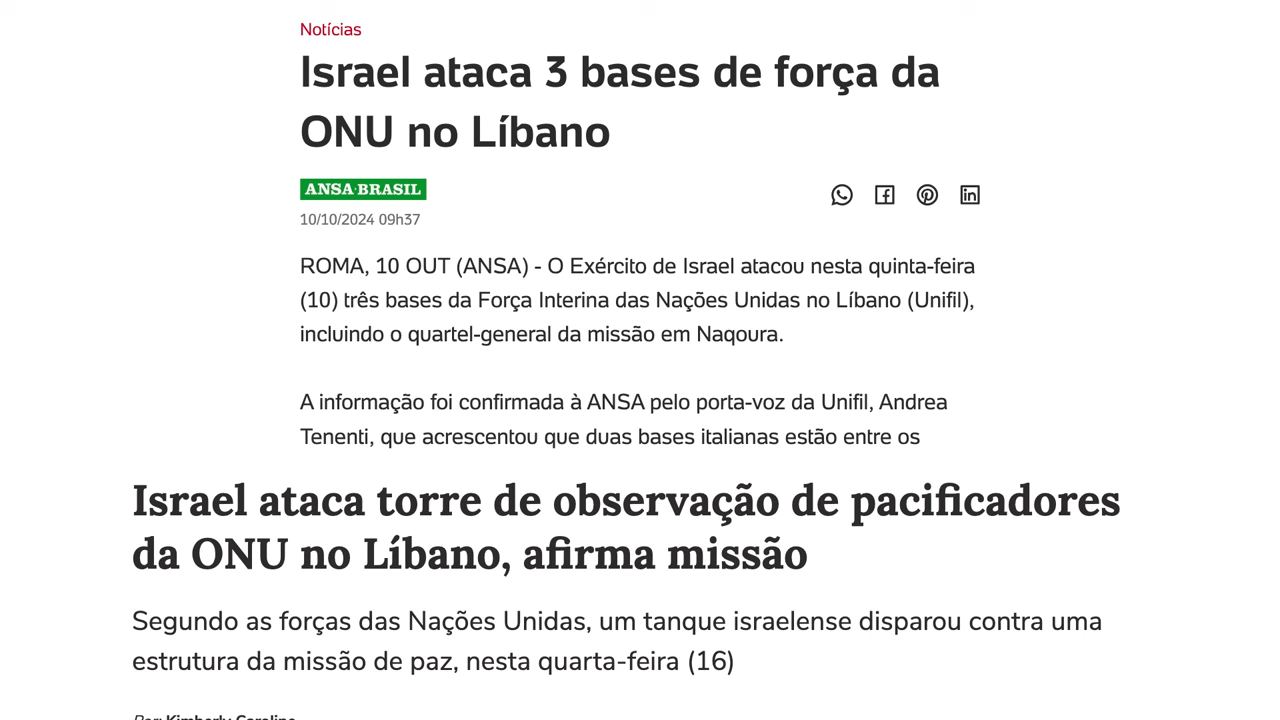 Notícias
Israel ataca 3 bases de força da
ONU no Líbano
ANSA·BRASIL
10/10/2024 09h37
ROMA, 10 OUT (ANSA) - O Exército de Israel atacou nesta quinta-feira
(10) três bases da Força Interina das Nações Unidas no Líbano (Unifil),
incluindo o quartel-general da missão em Naqoura.
A informação foi confirmada à ANSA pelo porta-voz da Unifil, Andrea
Tenenti, que acrescentou que duas bases italianas estão entre os
Israel ataca torre de observação de pacificadores
da ONU no Líbano, afirma missão
Segundo as forças das Nações Unidas, um tanque israelense disparou contra uma
estrutura da missão de paz, nesta quarta-feira (16)
Por: Kimberly Caroline